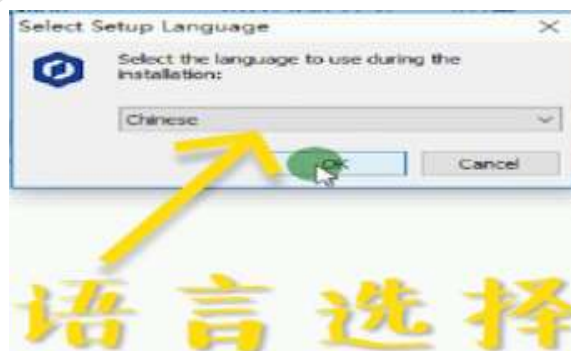 Select Setup Language
Select the language to use during the
installation:
Chinese
OK
Cancel
语言选择